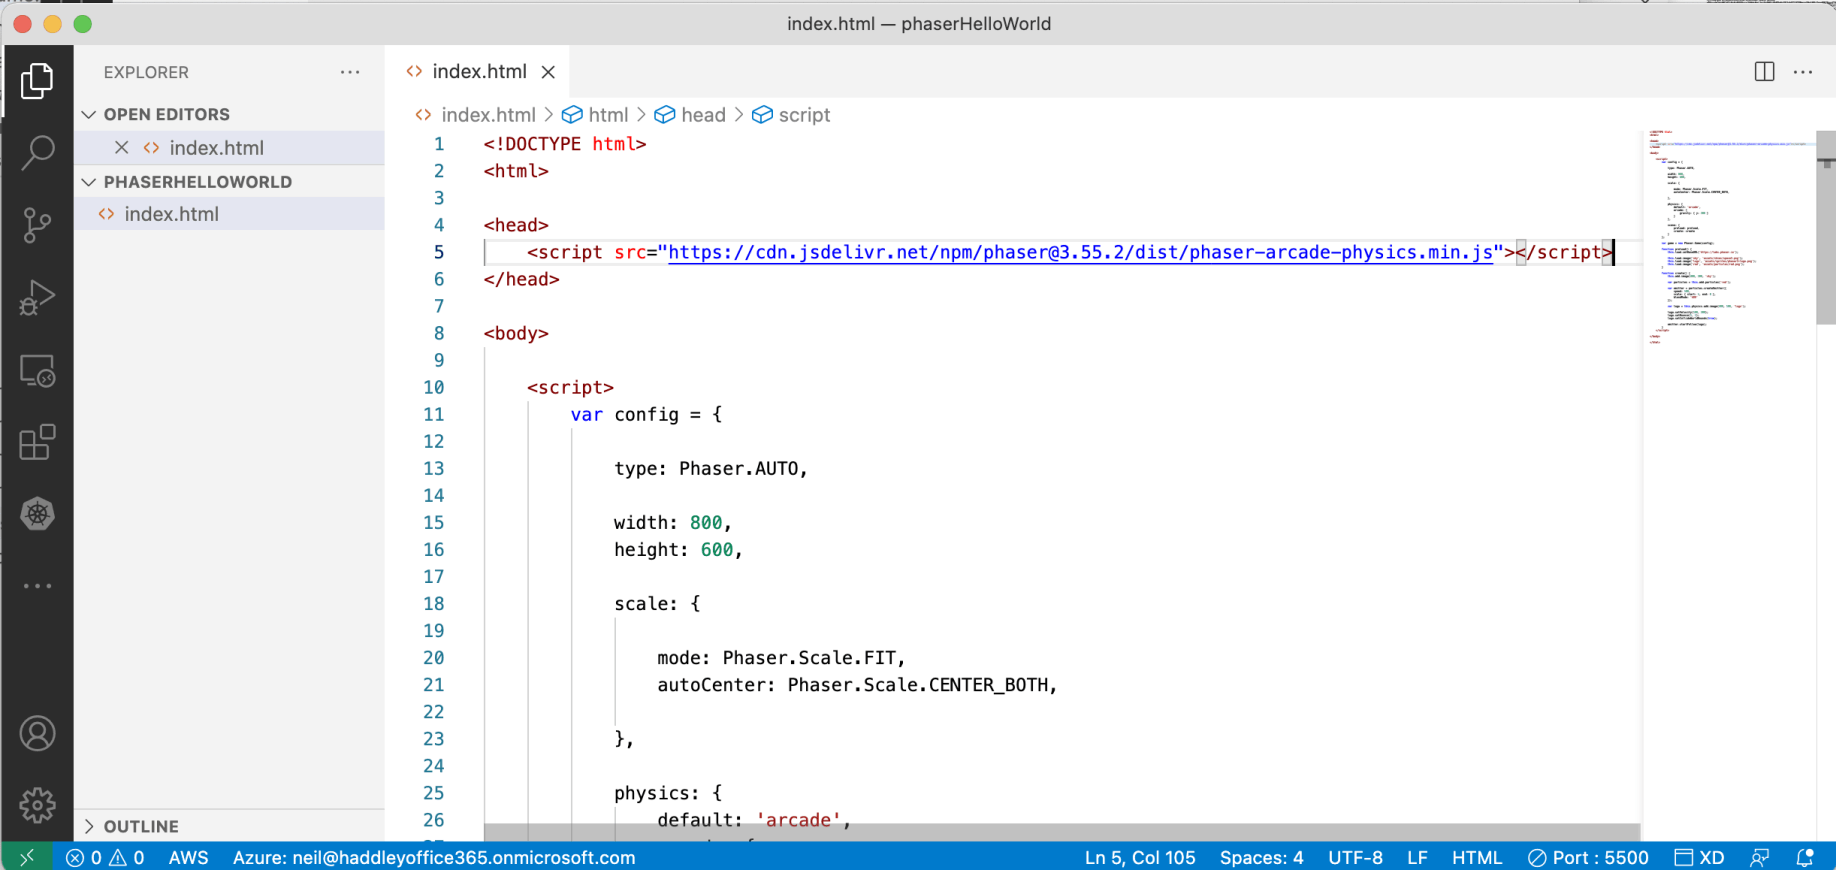 index.html — phaserHelloWorld
EXPLORER
index.html
OPEN EDITORS
index.html
PHASERHELLOWORLD
index.html
OUTLINE
index.html > html > head > script
1 <!DOCTYPE html>
2 <html>
3
4 <head>
5 <script src="https://cdn.jsdelivr.net/npm/phaser@3.55.2/dist/phaser-arcade-physics.min.js"></script>
6 </head>
7
8 <body>
9
10 <script>
11 var config = {
12
13 type: Phaser.AUTO,
14
15 width: 800,
16 height: 600,
17
18 scale: {
19
20 mode: Phaser.Scale.FIT,
21 autoCenter: Phaser.Scale.CENTER_BOTH,
22
23 },
24
25 physics: {
26 default: 'arcade',
0 0 AWS Azure: neil@haddleyoffice365.onmicrosoft.com Ln 5, Col 105 Spaces: 4 UTF-8 LF HTML Port : 5500 XD